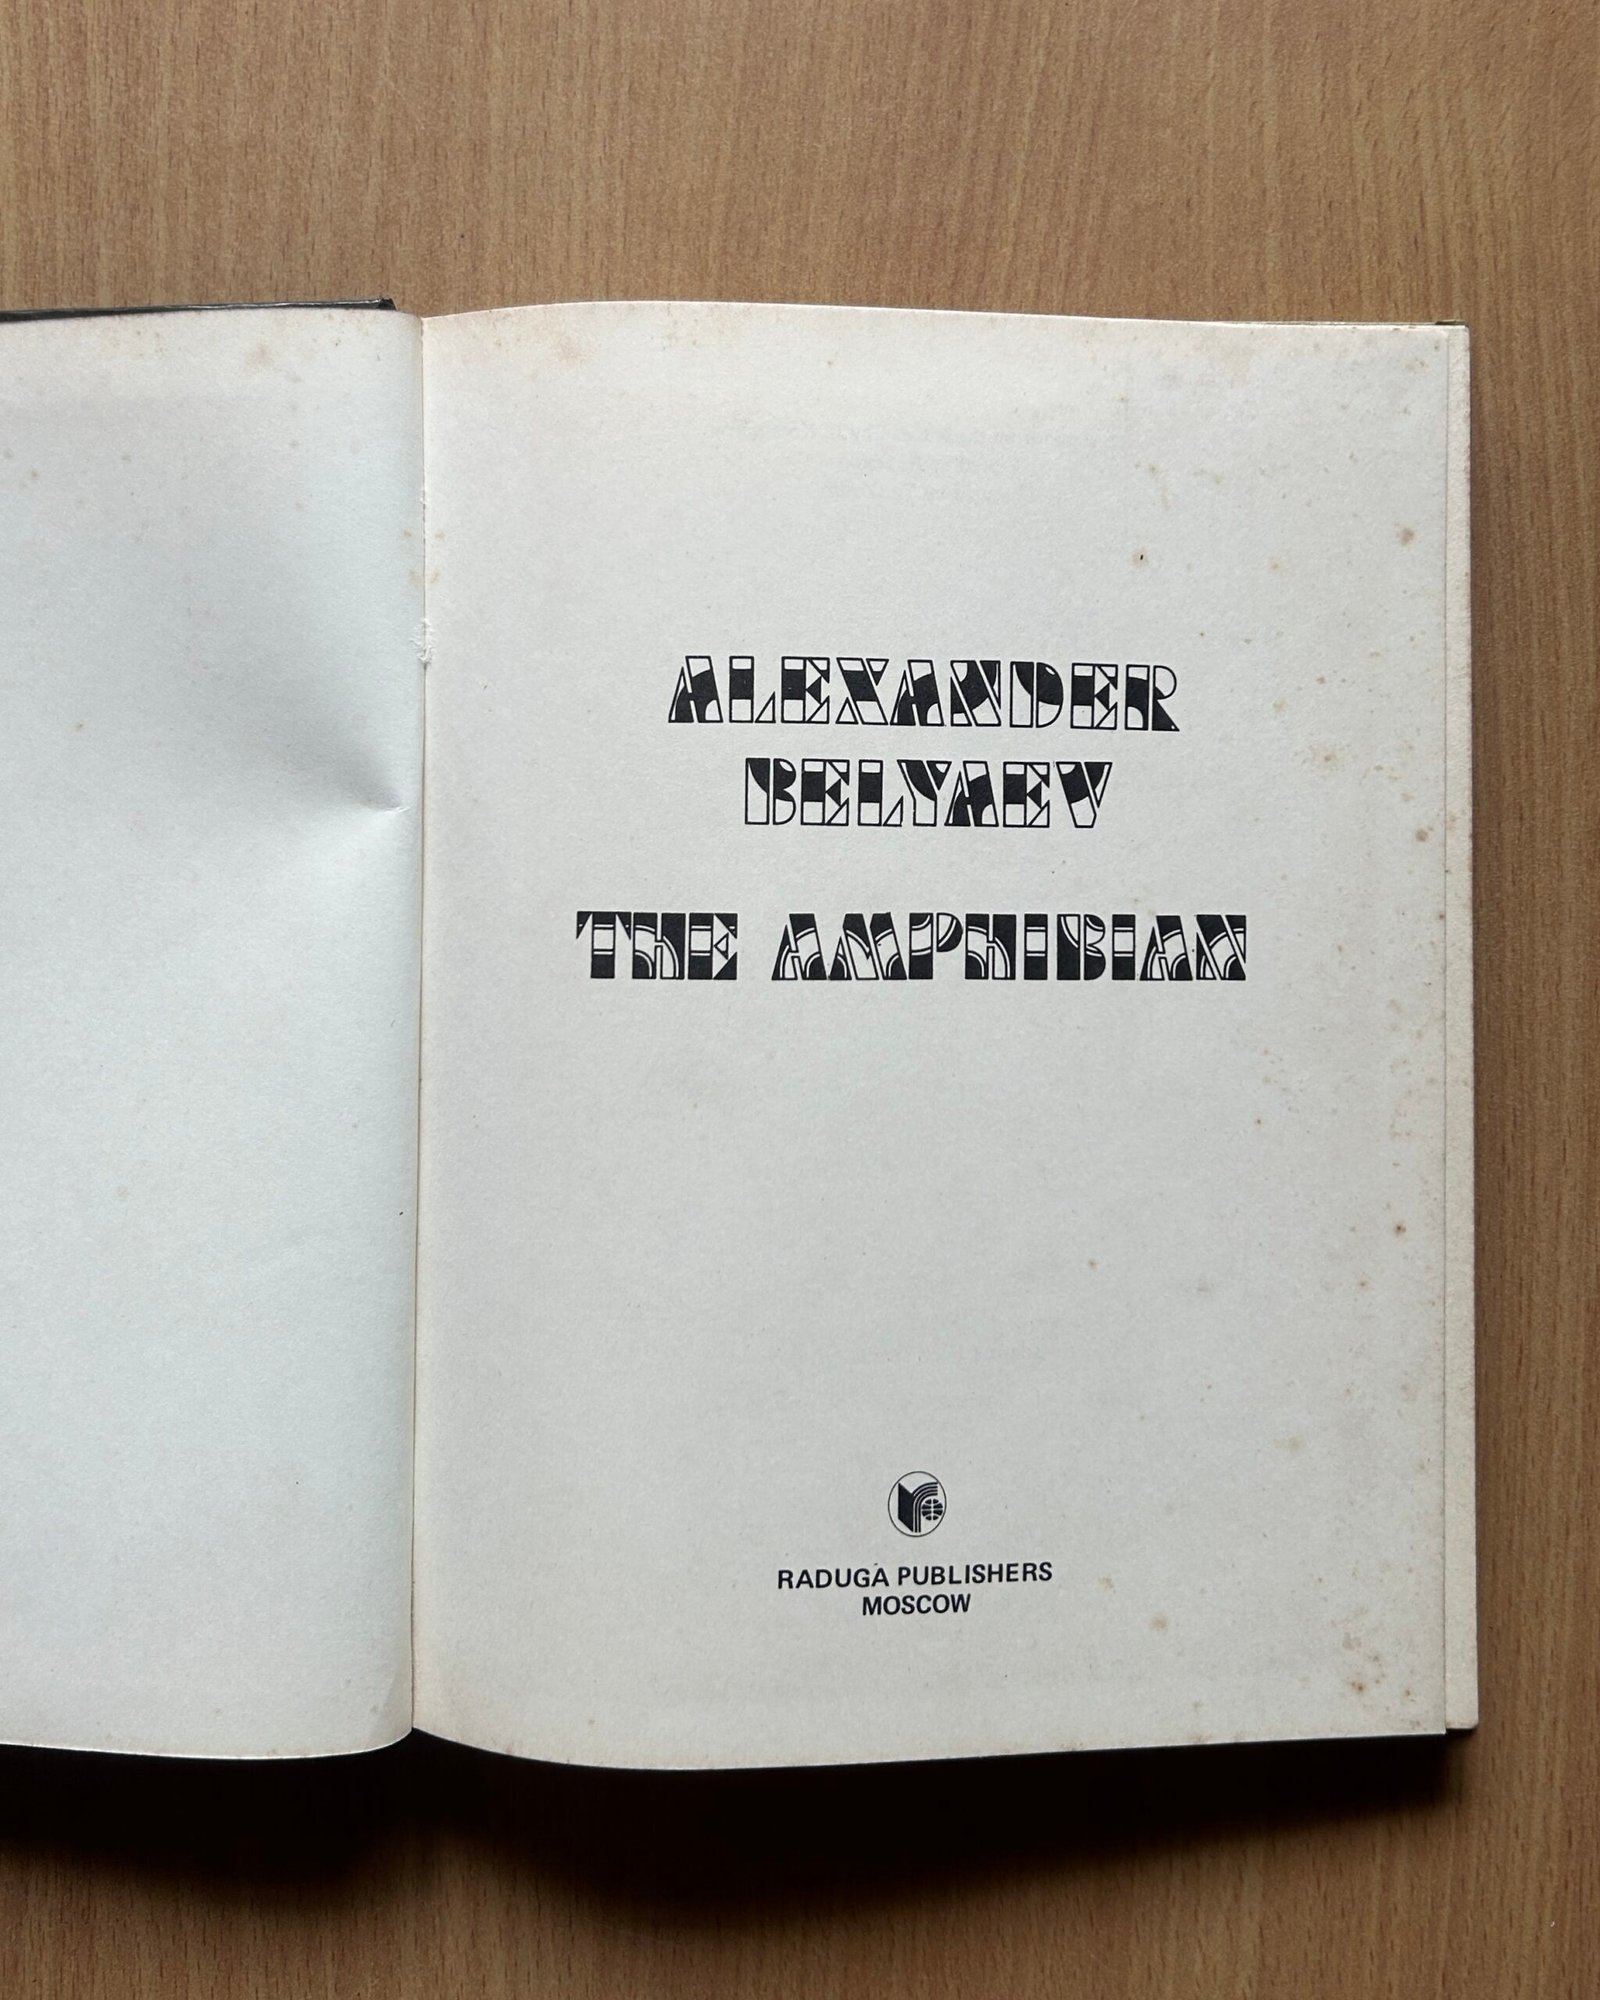 ALEXANDER
BELYAEV
THE AMPHIBIAN
RADUGA PUBLISHERS
MOSCOW